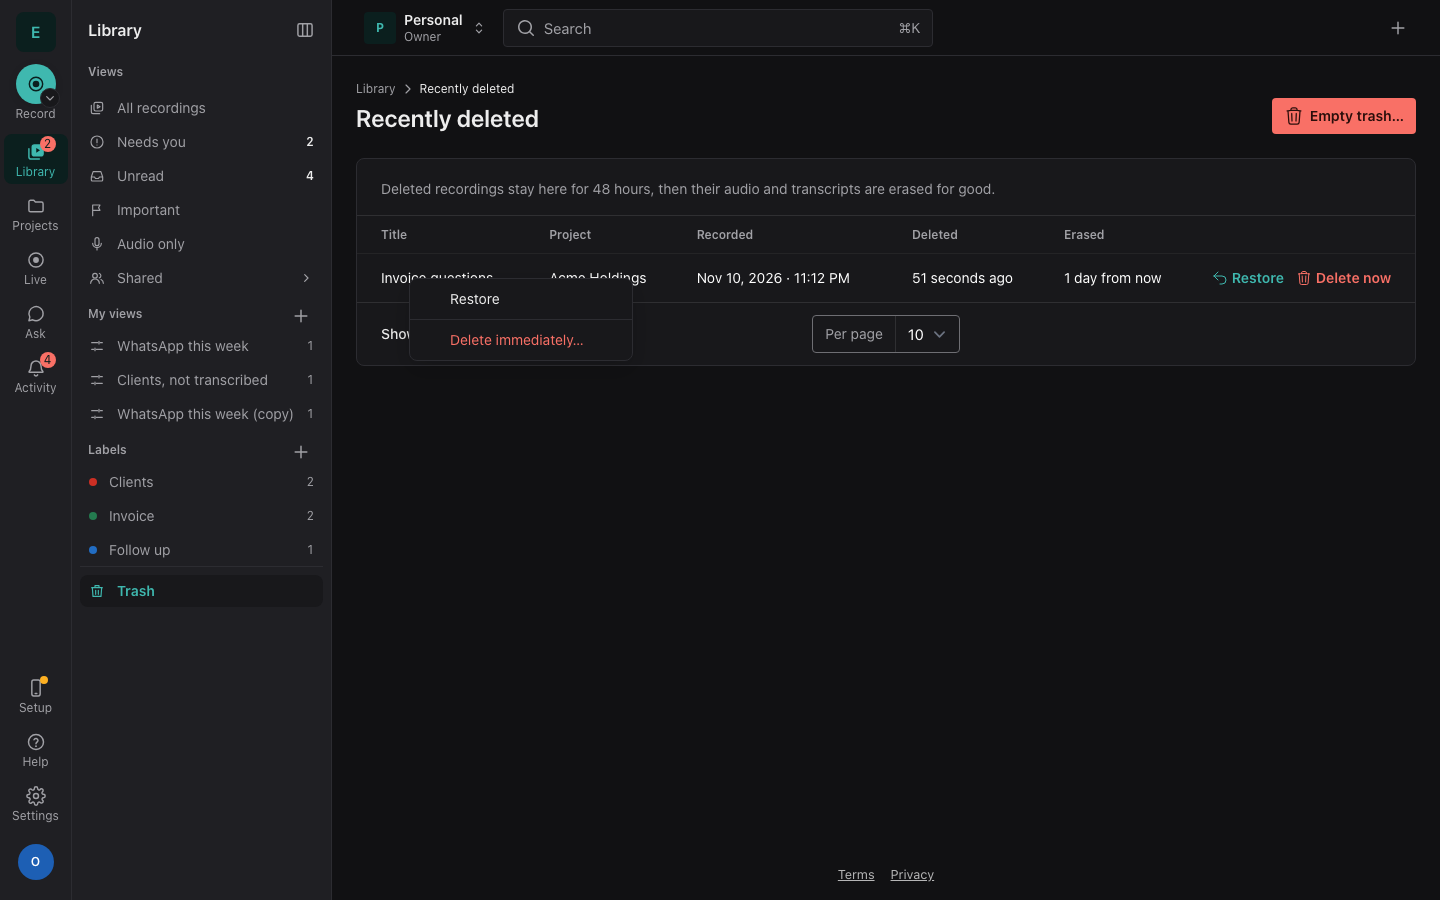 E
Record
2
Library
Projects
Live
Ask
4
Activity
Setup
Help
Settings
O
Library
Views
All recordings
Needs you 2
Unread 4
Important
Audio only
Shared
My views
WhatsApp this week 1
Clients, not transcribed 1
WhatsApp this week (copy) 1
Labels
Clients 2
Invoice 2
Follow up 1
Trash
P
Personal
Owner
Search ⌘K
Library Recently deleted
Recently deleted
Empty trash...
Deleted recordings stay here for 48 hours, then their audio and transcripts are erased for good.
Title Project Recorded Deleted Erased
Invoice questions Acme Holdings Nov 10, 2026 · 11:12 PM 51 seconds ago 1 day from now Restore Delete now
Restore
Delete immediately...
Per page 10
Terms Privacy